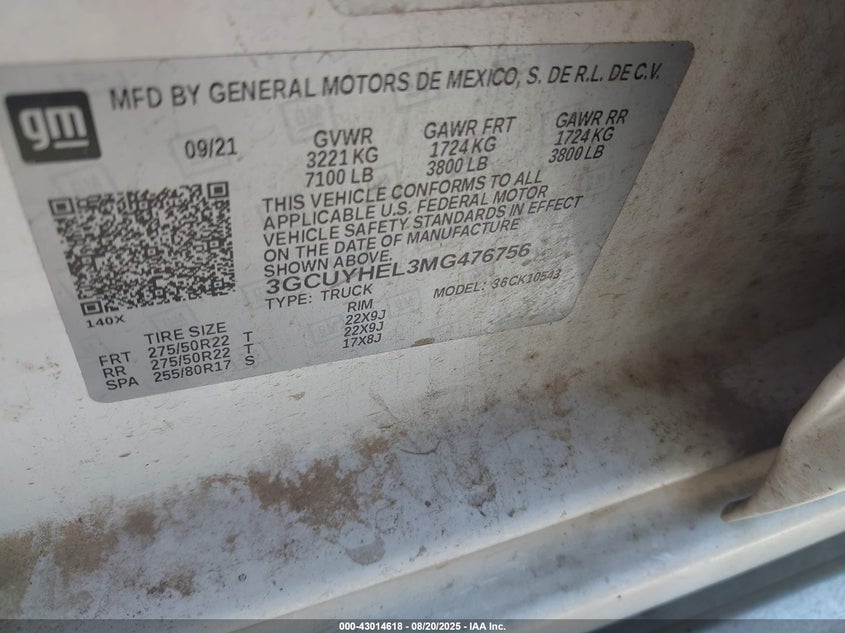 gm
MFD BY GENERAL MOTORS DE MEXICO, S. DE R.L. DE C.V.
09/21
GVWR GAWR FRT GAWR RR
3221 KG 1724 KG 1724 KG
7100 LB 3800 LB 3800 LB
THIS VEHICLE CONFORMS TO ALL
APPLICABLE U.S. FEDERAL MOTOR
VEHICLE SAFETY STANDARDS IN EFFECT
ON THE DATE OF MANUFACTURE
SHOWN ABOVE.
3GCUYHEL3MG476756
TYPE: TRUCK MODEL: 36CK10543
140X
TIRE SIZE RIM
FRT 275/50R22 T 22X9J
RR 275/50R22 T 22X9J
SPA 255/80R17 S 17X8J
000-43014618 - 08/20/2025 - IAA Inc.